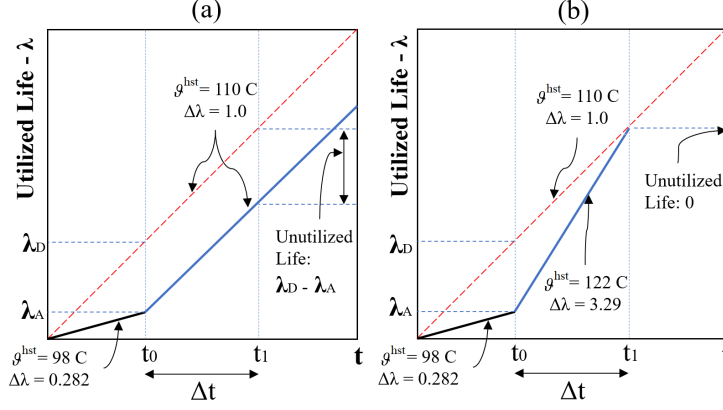 (a)
Utilized Life - λ
ϑʰˢᵗ= 110 C
Δλ = 1.0
Unutilized
Life:
λD - λA
λD
λA
ϑʰˢᵗ= 98 C
Δλ = 0.282
t0
t1
t
Δt
(b)
Utilized Life - λ
ϑʰˢᵗ= 110 C
Δλ = 1.0
Unutilized
Life: 0
λD
λA
ϑʰˢᵗ= 122 C
Δλ = 3.29
ϑʰˢᵗ= 98 C
Δλ = 0.282
t0
t1
Δt